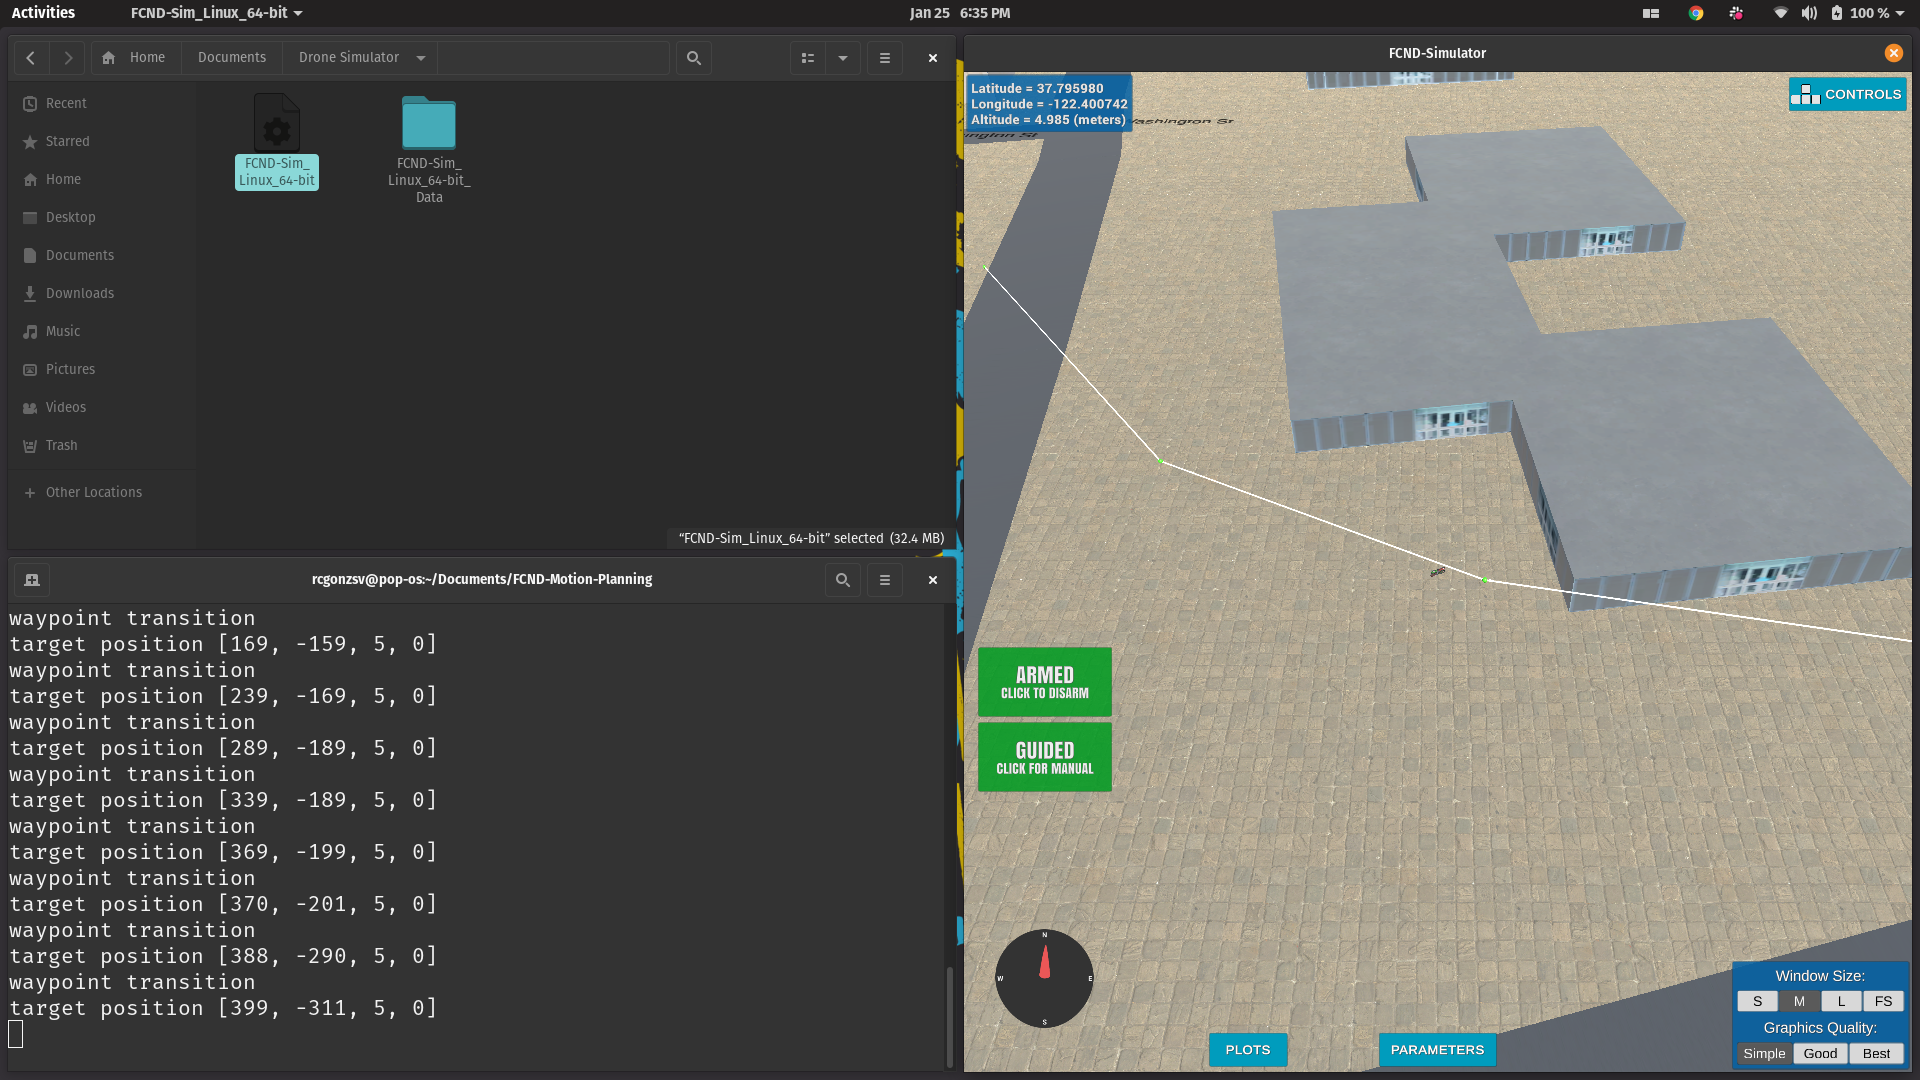 Activities
FCND-Sim_Linux_64-bit
Jan 25 6:35 PM
100 %
Home
Documents
Drone Simulator
Recent
Starred
Home
Desktop
Documents
Downloads
Music
Pictures
Videos
Trash
Other Locations
FCND-Sim_
Linux_64-bit
FCND-Sim_
Linux_64-bit_
Data
“FCND-Sim_Linux_64-bit” selected (32.4 MB)
rcgonzsv@pop-os:~/Documents/FCND-Motion-Planning
waypoint transition
target position [169, -159, 5, 0]
waypoint transition
target position [239, -169, 5, 0]
waypoint transition
target position [289, -189, 5, 0]
waypoint transition
target position [339, -189, 5, 0]
waypoint transition
target position [369, -199, 5, 0]
waypoint transition
target position [370, -201, 5, 0]
waypoint transition
target position [388, -290, 5, 0]
waypoint transition
target position [399, -311, 5, 0]
FCND-Simulator
Latitude = 37.795980
Longitude = -122.400742
Altitude = 4.985 (meters)
CONTROLS
ARMED
CLICK TO DISARM
GUIDED
CLICK FOR MANUAL
N
W E
S
PLOTS
PARAMETERS
Window Size:
S M L FS
Graphics Quality:
Simple Good Best